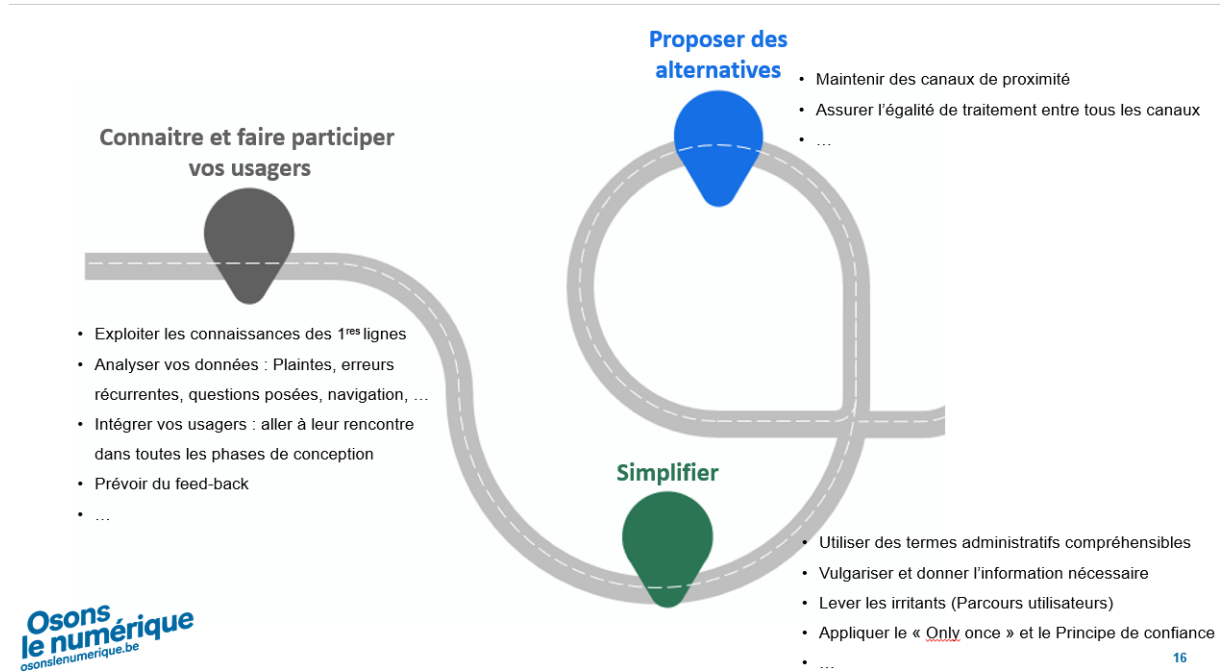 Connaitre et faire participer
vos usagers
• Exploiter les connaissances des 1res lignes
• Analyser vos données : Plaintes, erreurs
récurrentes, questions posées, navigation, …
• Intégrer vos usagers : aller à leur rencontre
dans toutes les phases de conception
• Prévoir du feed-back
• …
Proposer des
alternatives
• Maintenir des canaux de proximité
• Assurer l’égalité de traitement entre tous les canaux
• …
Simplifier
• Utiliser des termes administratifs compréhensibles
• Vulgariser et donner l’information nécessaire
• Lever les irritants (Parcours utilisateurs)
• Appliquer le « Only once » et le Principe de confiance
• …
Osons
le numérique
osonslenumerique.be
16